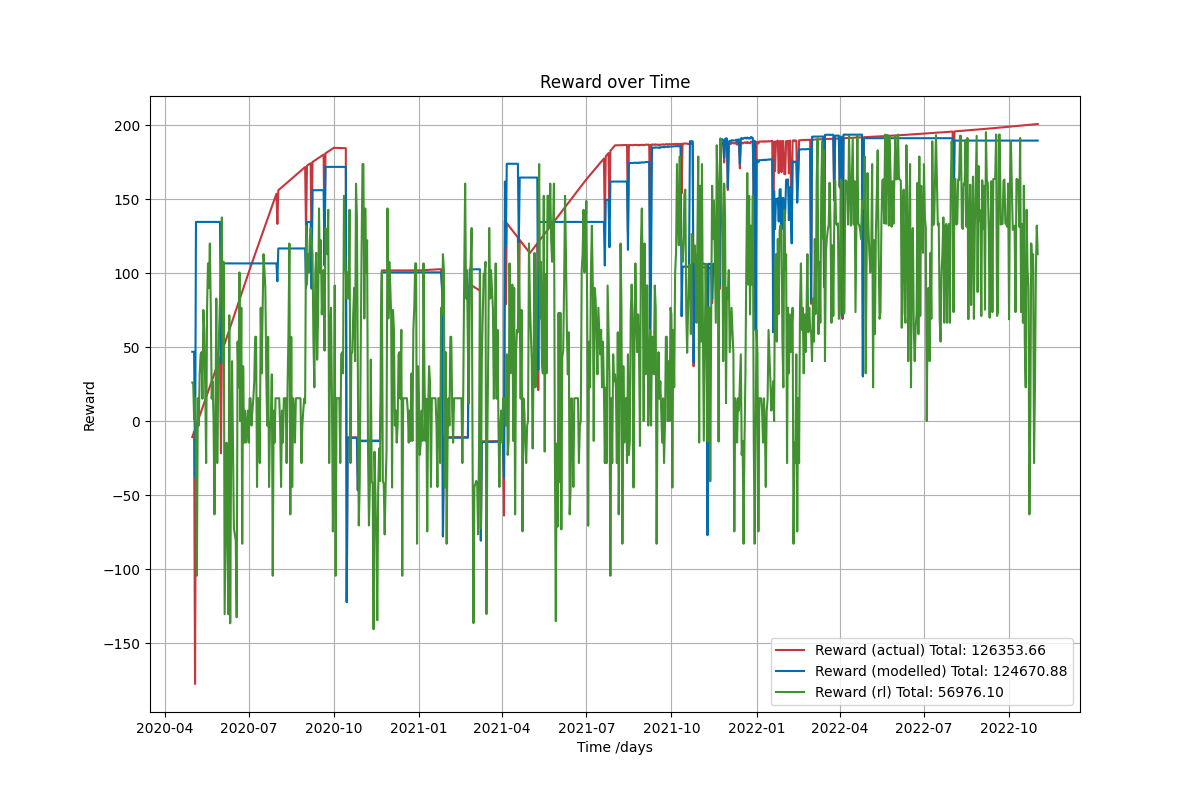 Reward over Time
200
150
100
50
0
−50
−100
−150
Reward
2020-04 2020-07 2020-10 2021-01 2021-04 2021-07 2021-10 2022-01 2022-04 2022-07 2022-10
Time /days
Reward (actual) Total: 126353.66
Reward (modelled) Total: 124670.88
Reward (rl) Total: 56976.10